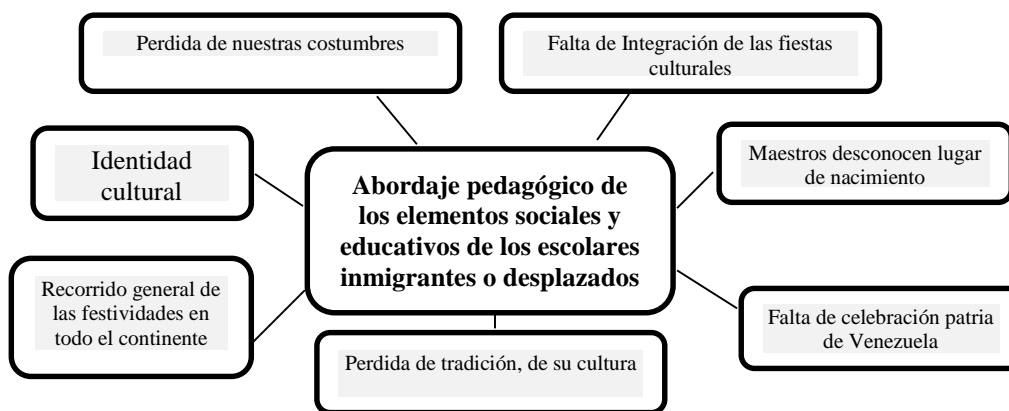 Perdida de nuestras costumbres
Falta de Integración de las fiestas
culturales
Identidad
cultural
Abordaje pedagógico de
los elementos sociales y
educativos de los escolares
inmigrantes o desplazados
Maestros desconocen lugar
de nacimiento
Recorrido general de
las festividades en
todo el continente
Perdida de tradición, de su cultura
Falta de celebración patria
de Venezuela